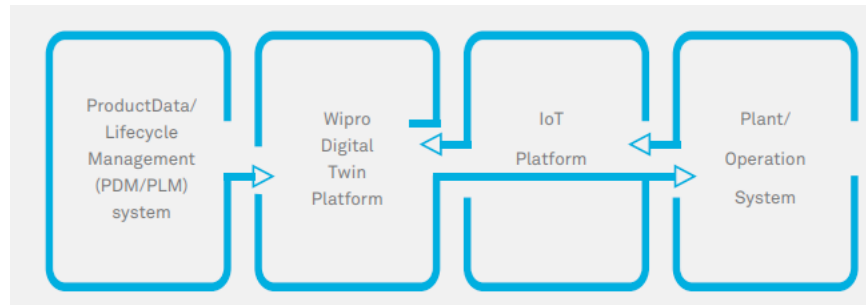 ProductData/
Lifecycle
Management
(PDM/PLM)
system
Wipro
Digital
Twin
Platform
IoT
Platform
Plant/
Operation
System